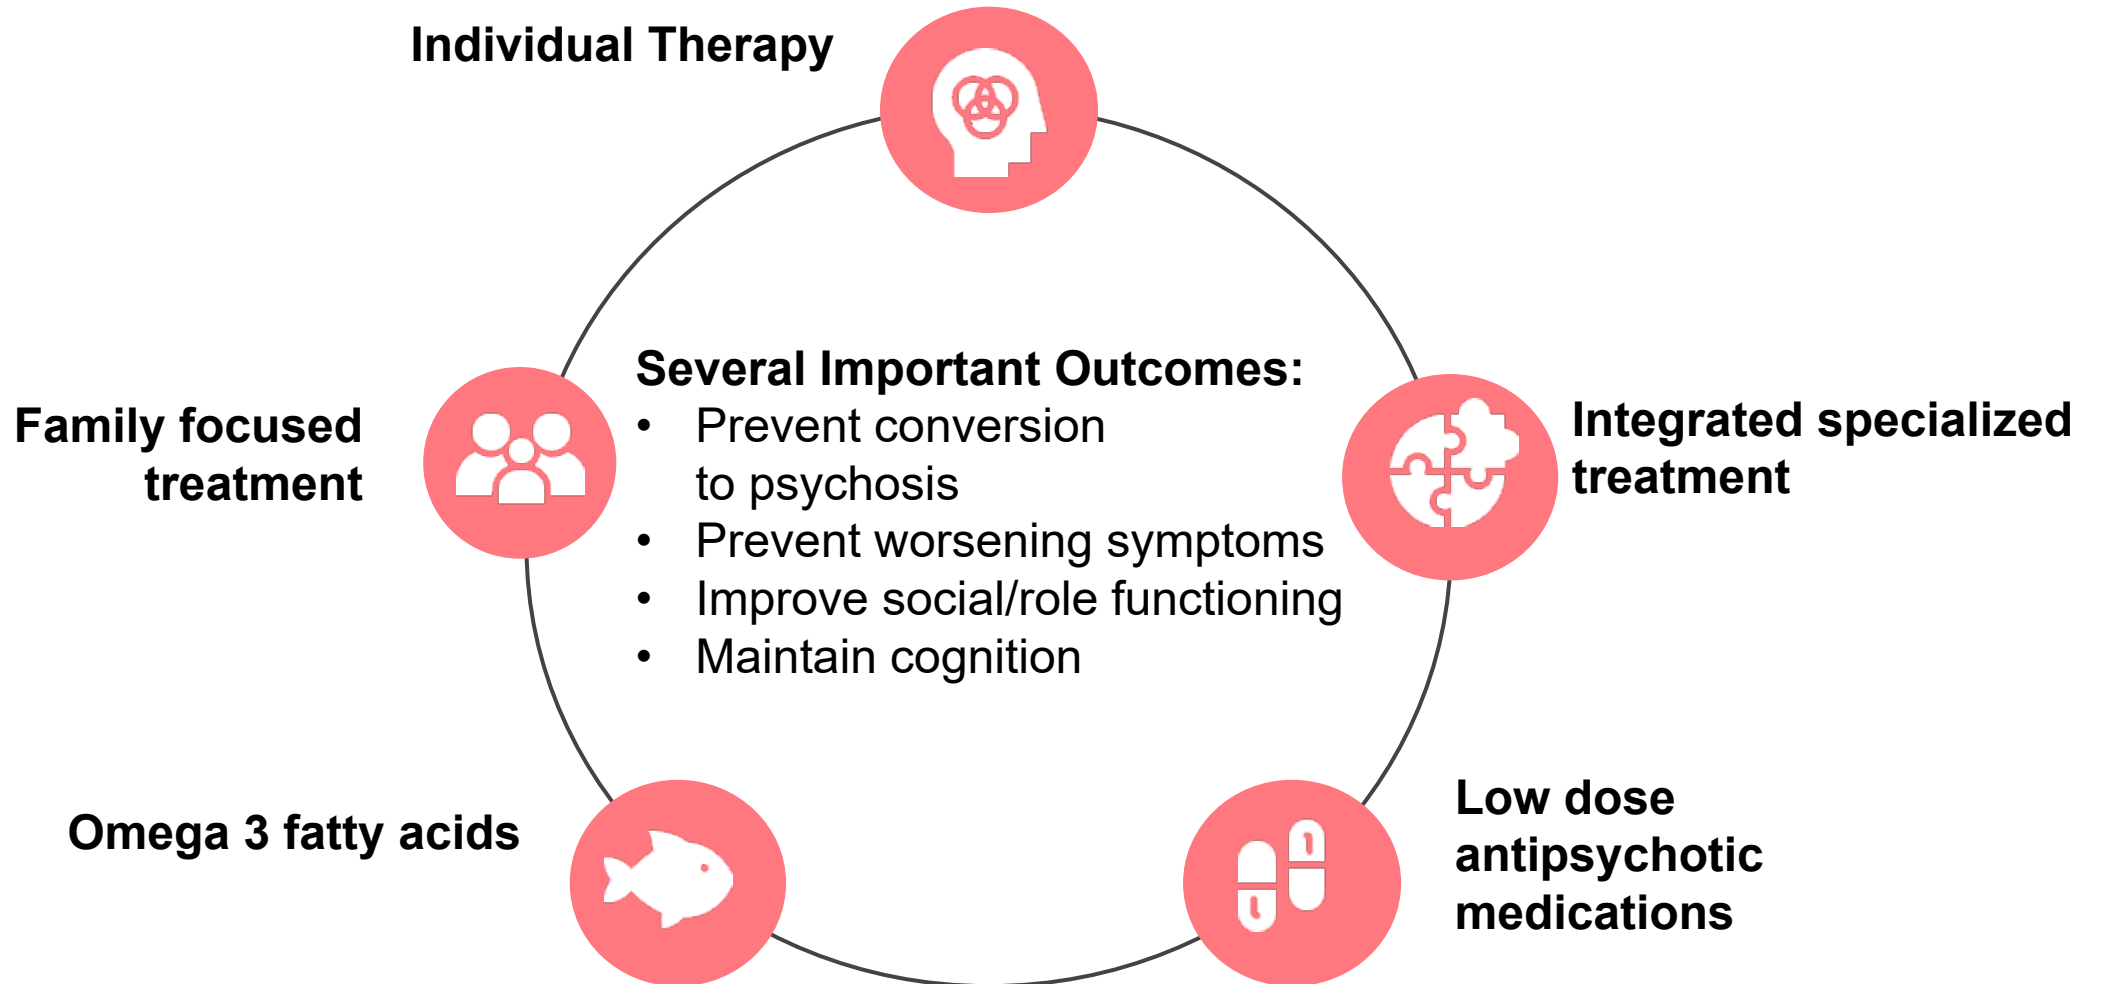 Individual Therapy
Several Important Outcomes:
• Prevent conversion
to psychosis
• Prevent worsening symptoms
• Improve social/role functioning
• Maintain cognition
Family focused
treatment
Integrated specialized
treatment
Omega 3 fatty acids
Low dose
antipsychotic
medications